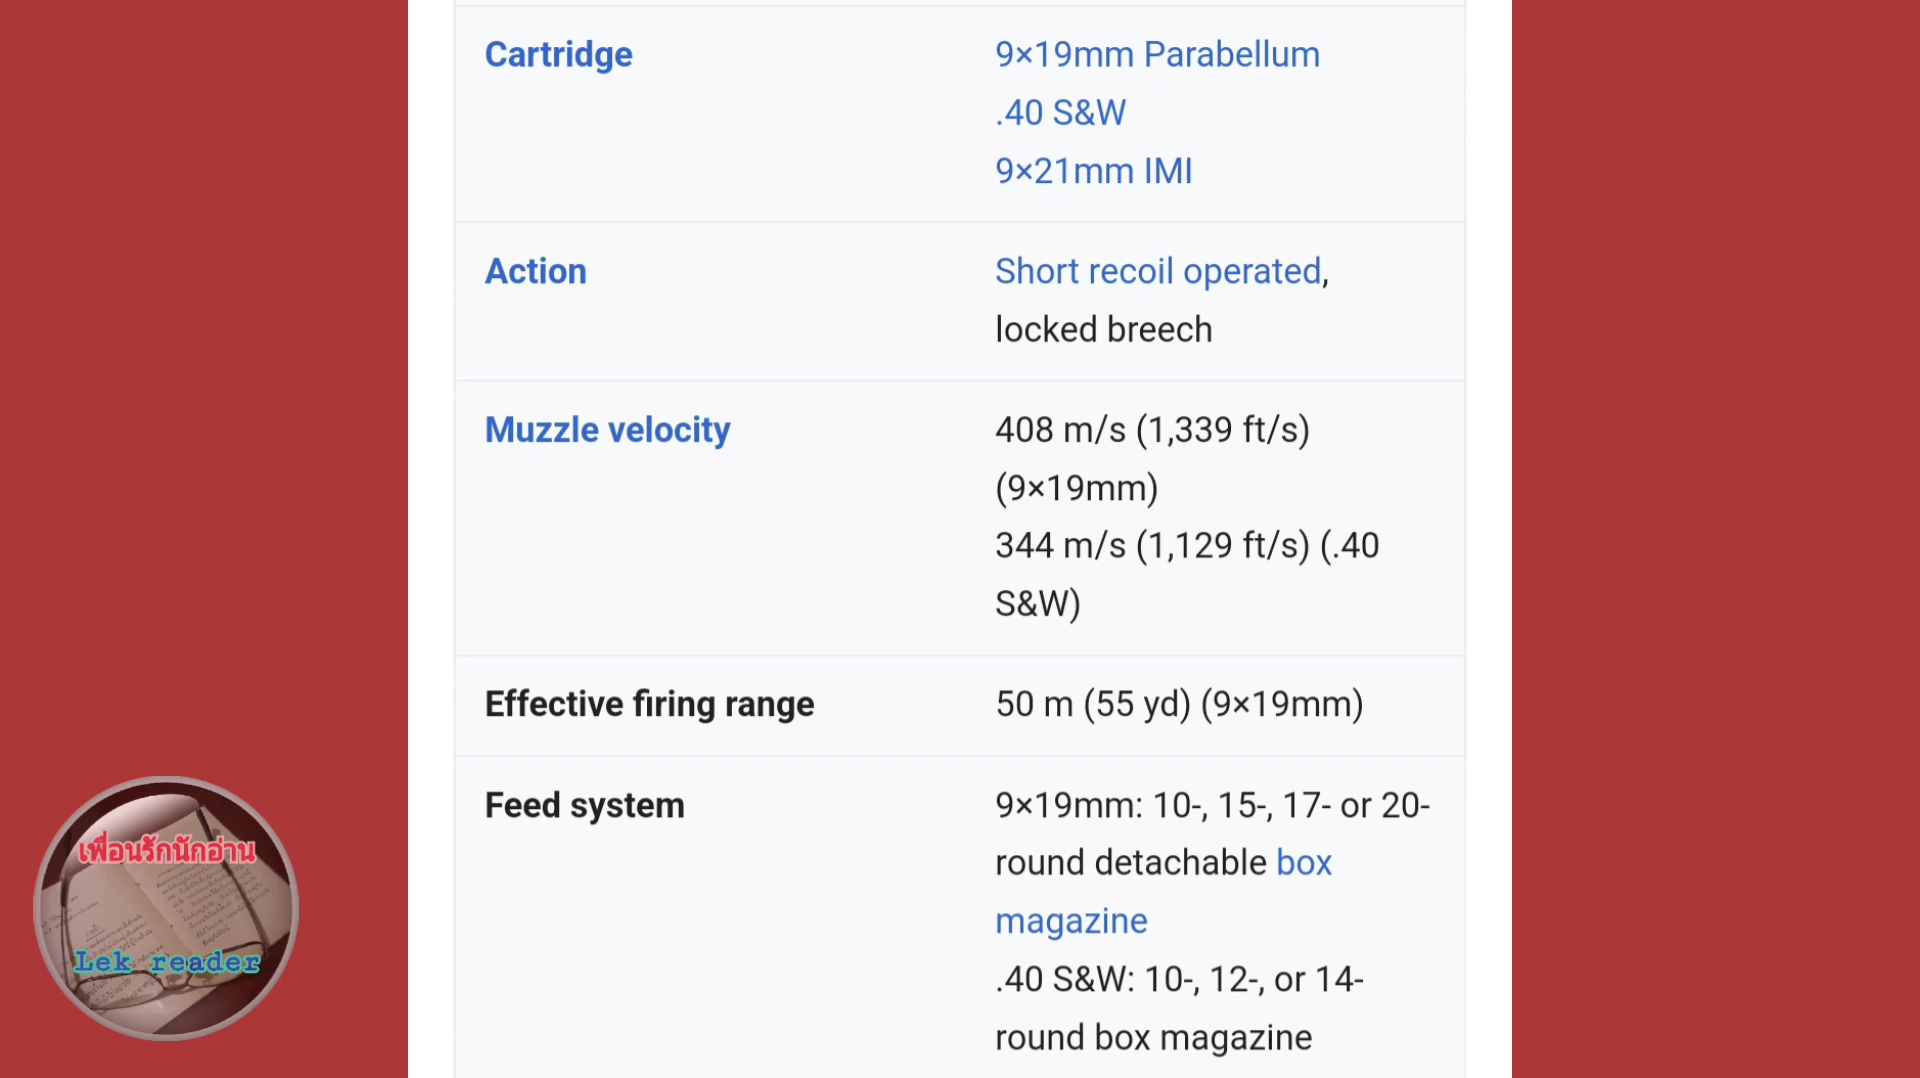 Cartridge
9×19mm Parabellum
.40 S&W
9×21mm IMI
Action
Short recoil operated,
locked breech
Muzzle velocity
408 m/s (1,339 ft/s)
(9×19mm)
344 m/s (1,129 ft/s) (.40
S&W)
Effective firing range
50 m (55 yd) (9×19mm)
Feed system
9×19mm: 10-, 15-, 17- or 20-
round detachable box
magazine
.40 S&W: 10-, 12-, or 14-
round box magazine
เพื่อนรักนักอ่าน
Lek reader